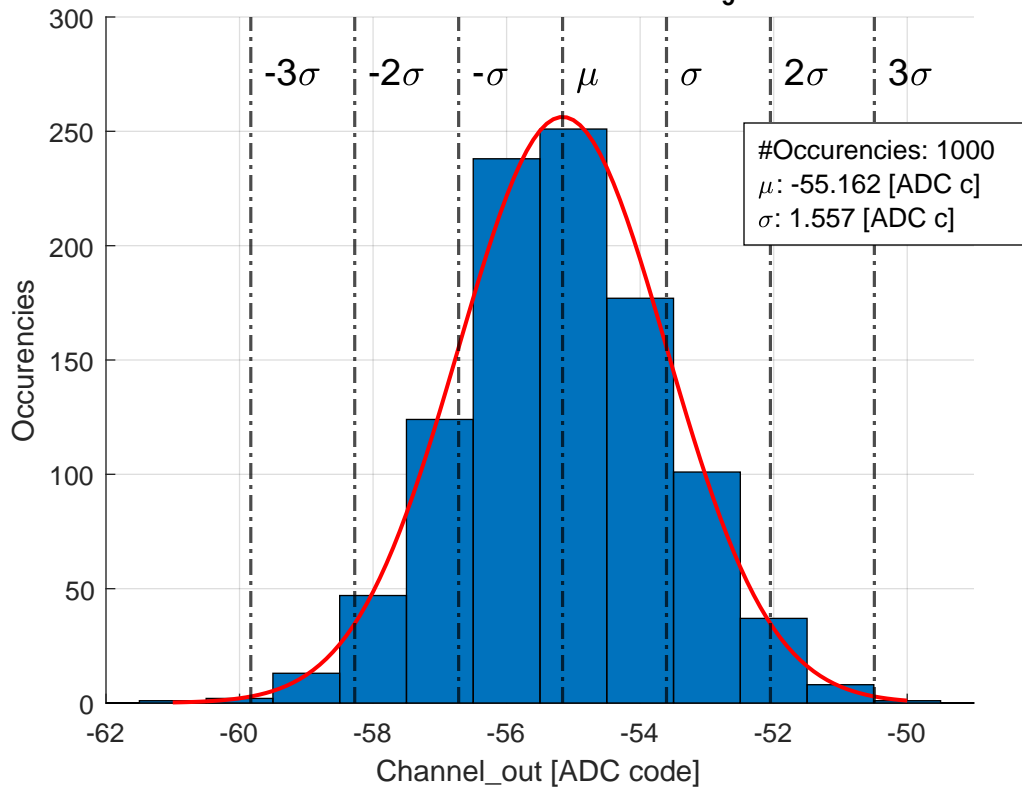 300
250
200
150
100
50
0
-3σ -2σ -σ μ σ 2σ 3σ
#Occurencies: 1000
μ: -55.162 [ADC c]
σ: 1.557 [ADC c]
Occurencies
-62 -60 -58 -56 -54 -52 -50
Channel_out [ADC code]